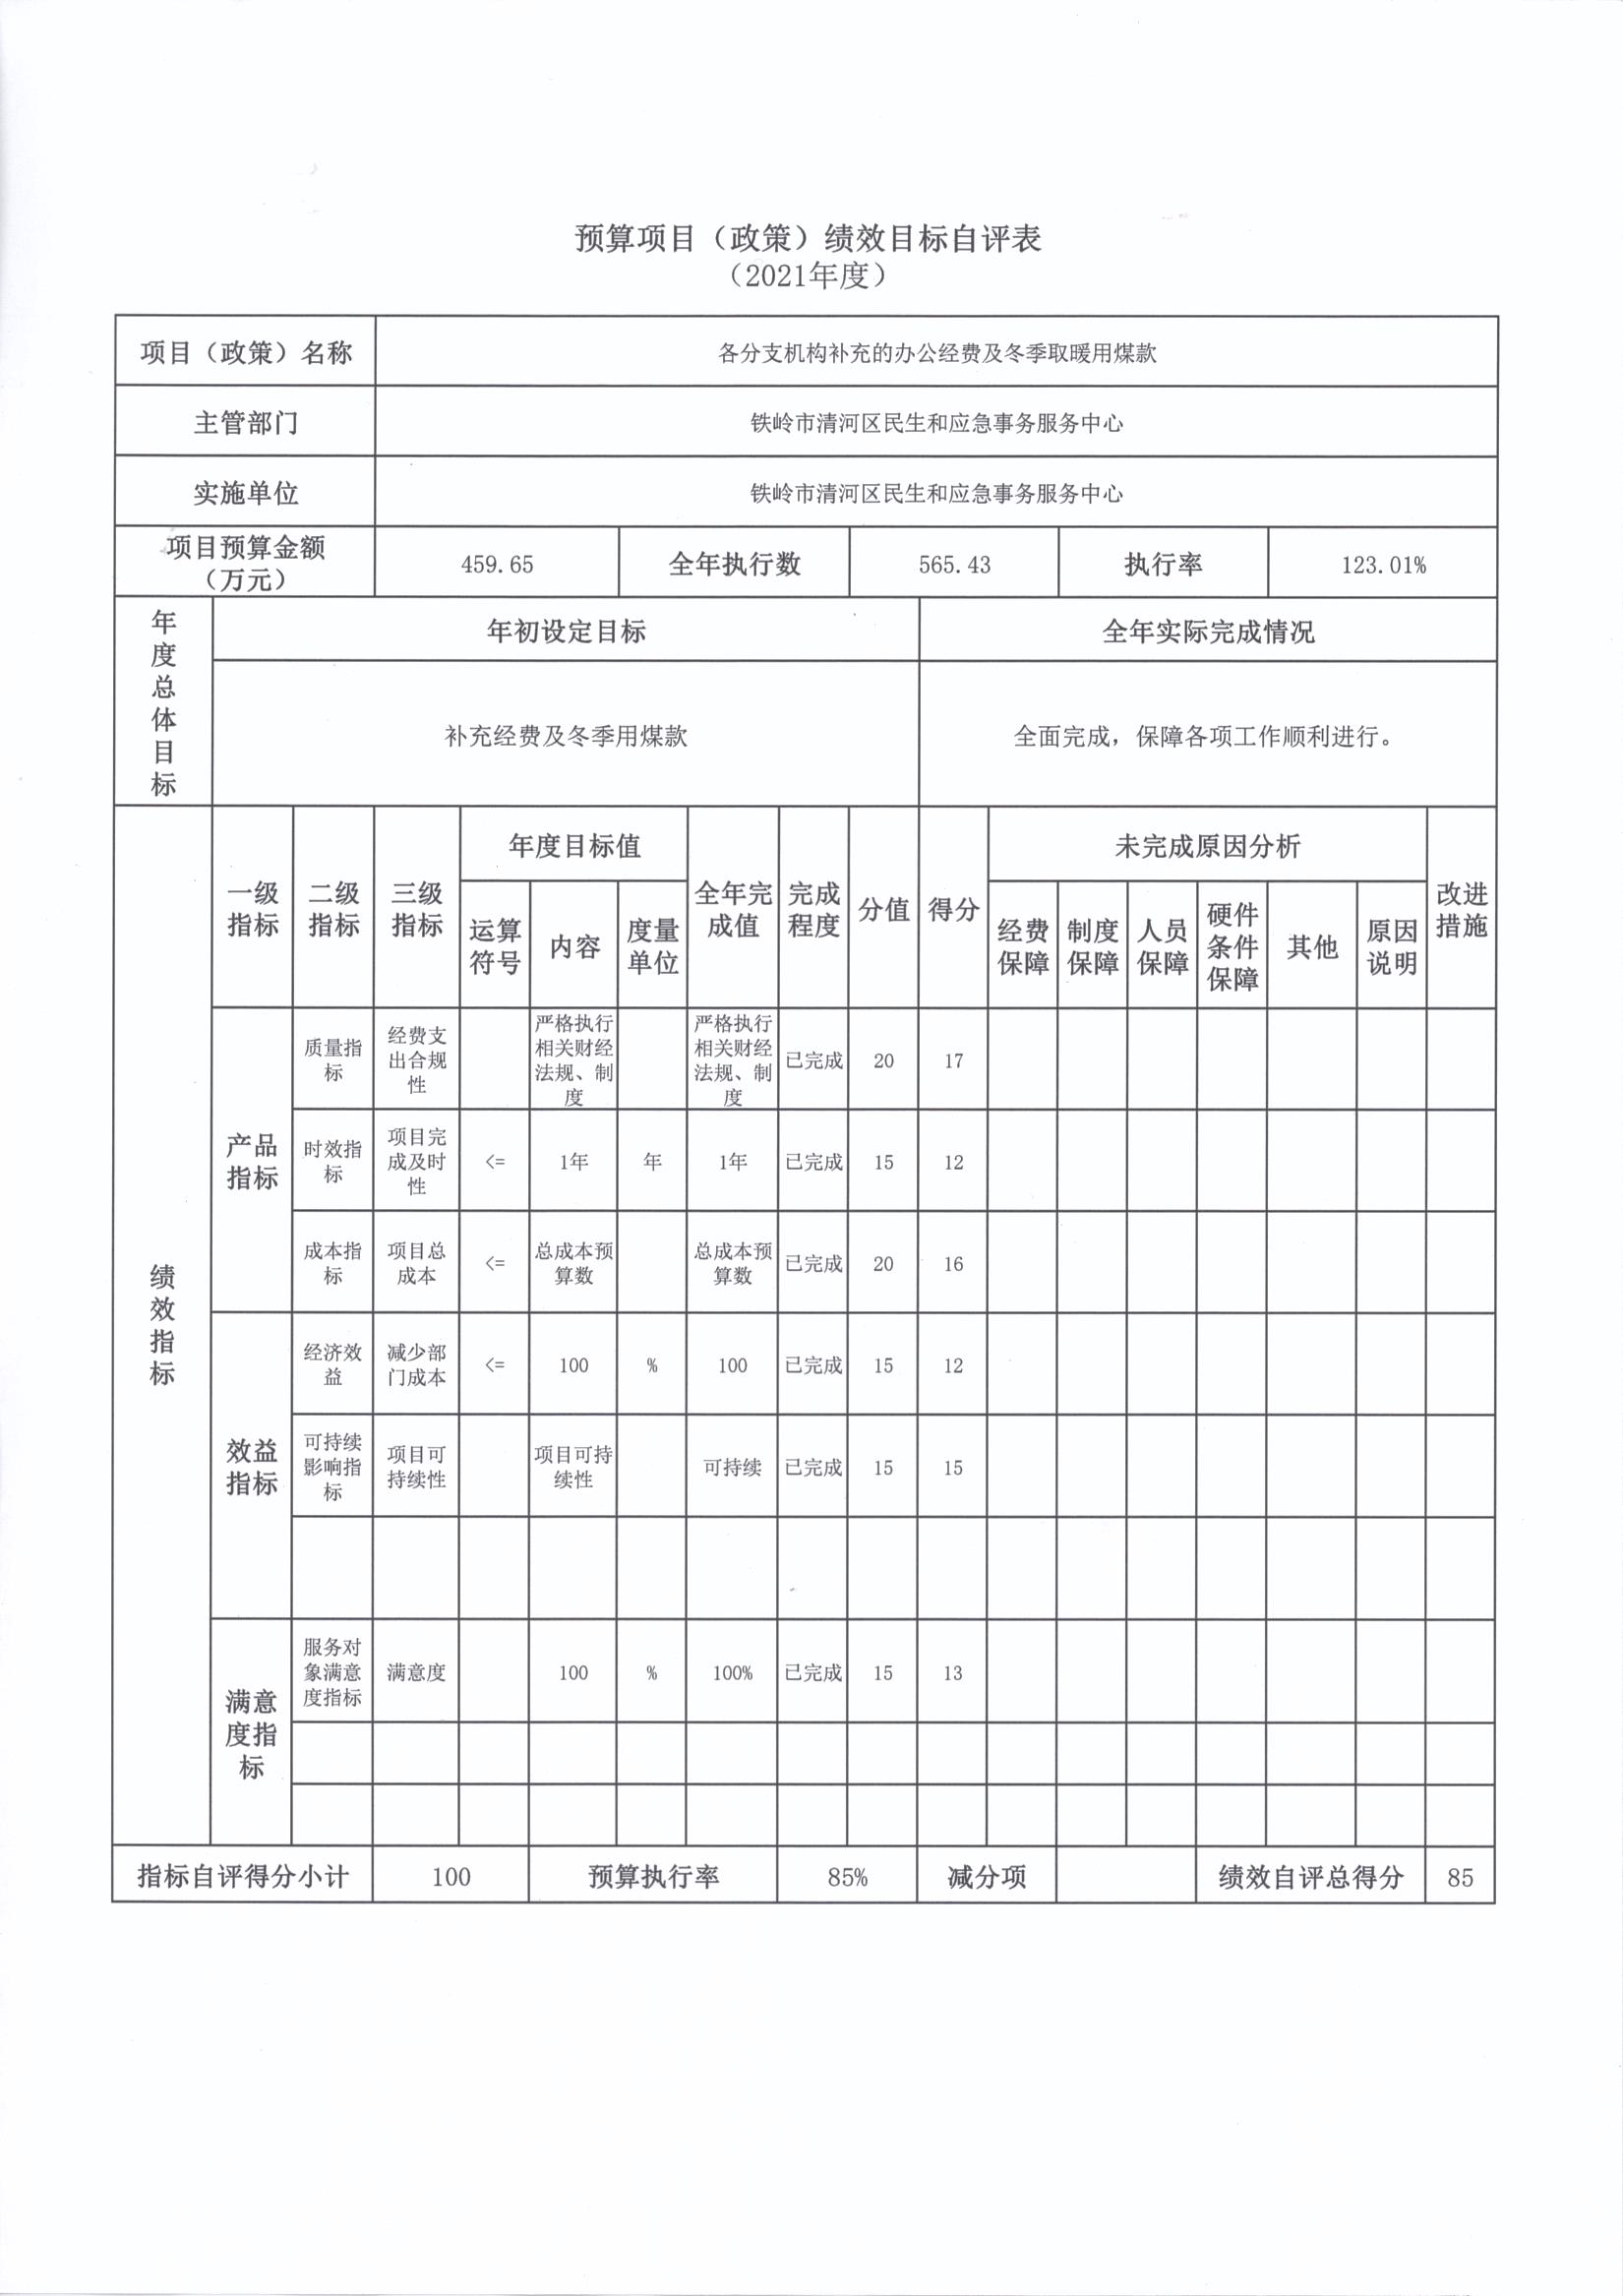 预算项目（政策）绩效目标自评表
（2021年度）
项目（政策）名称 各分支机构补充的办公经费及冬季取暖用煤款
主管部门 铁岭市清河区民生和应急事务服务中心
实施单位 铁岭市清河区民生和应急事务服务中心
项目预算金额（万元） 459.65 全年执行数 565.43 执行率 123.01%
年度总体目标 年初设定目标 全年实际完成情况
补充经费及冬季用煤款 全面完成，保障各项工作顺利进行。
绩效指标 一级指标 二级指标 三级指标 年度目标值 全年完成值 完成程度 分值 得分 未完成原因分析 改进措施
运算符号 内容 度量单位 经费保障 制度保障 人员保障 硬件条件保障 其他 原因说明
产品指标 质量指标 经费支出合规性 严格执行相关财经法规、制度 严格执行相关财经法规、制度 已完成 20 17
时效指标 项目完成及时性 <= 1年 年 1年 已完成 15 12
成本指标 项目总成本 <= 总成本预算数 总成本预算数 已完成 20 16
效益指标 经济效益 减少部门成本 <= 100 % 100 已完成 15 12
可持续影响指标 项目可持续性 项目可持续性 可持续 已完成 15 15
满意度指标 服务对象满意度指标 满意度 100 % 100% 已完成 15 13
指标自评得分小计 100 预算执行率 85% 减分项 绩效自评总得分 85